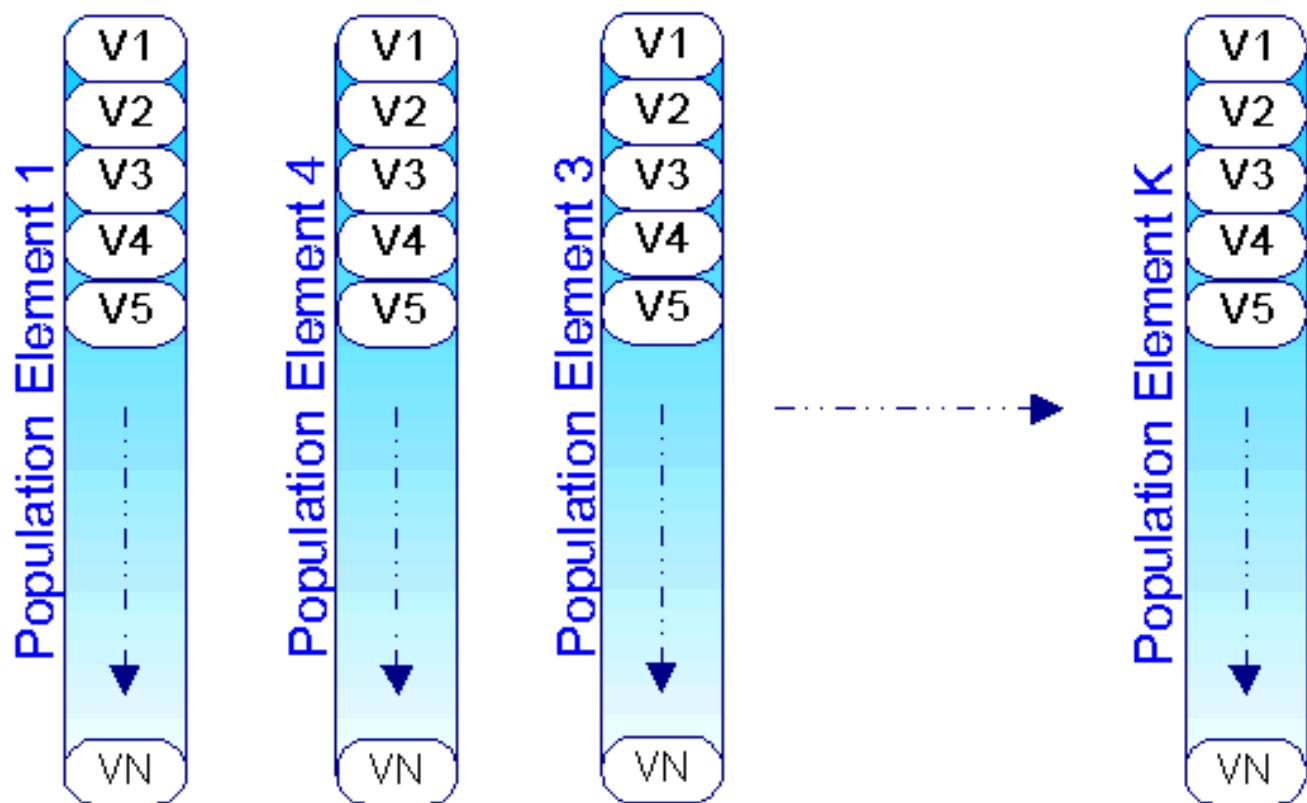 Population Element 1
V1
V2
V3
V4
V5
VN
Population Element 4
V1
V2
V3
V4
V5
VN
Population Element 3
V1
V2
V3
V4
V5
VN
Population Element K
V1
V2
V3
V4
V5
VN